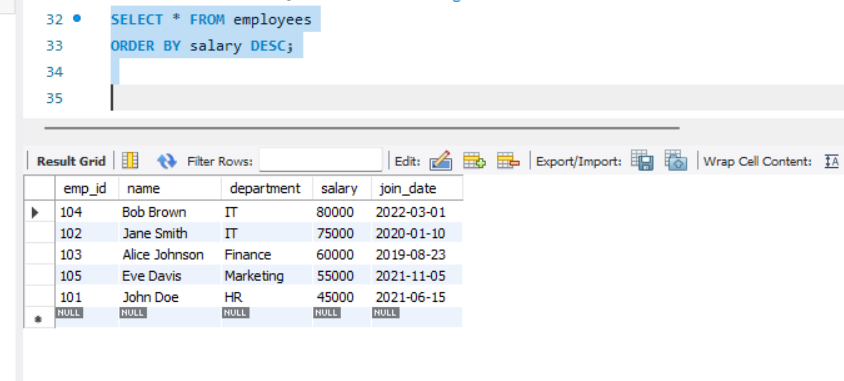 32 SELECT * FROM employees
33 ORDER BY salary DESC;
34
35
Result Grid Filter Rows: Edit: Export/Import: Wrap Cell Content: IA
emp_id name department salary join_date
104 Bob Brown IT 80000 2022-03-01
102 Jane Smith IT 75000 2020-01-10
103 Alice Johnson Finance 60000 2019-08-23
105 Eve Davis Marketing 55000 2021-11-05
101 John Doe HR 45000 2021-06-15
NULL NULL NULL NULL NULL